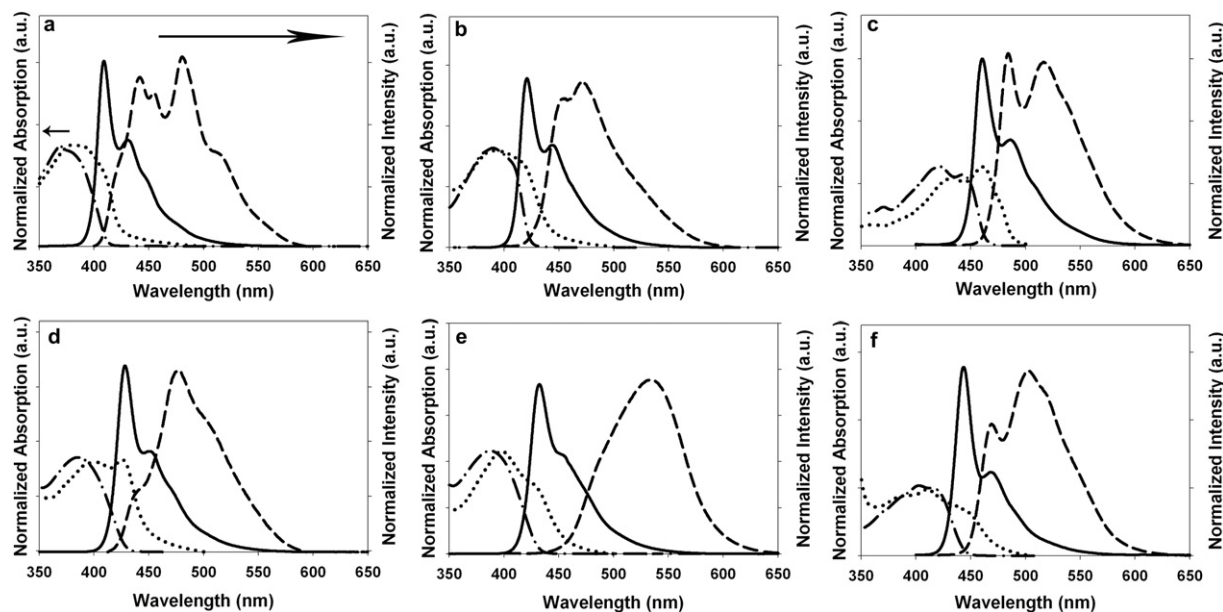 a
Normalized Absorption (a.u.)
Normalized Intensity (a.u.)
350 400 450 500 550 600 650
Wavelength (nm)
b
Normalized Absorption (a.u.)
Normalized Intensity (a.u.)
350 400 450 500 550 600 650
Wavelength (nm)
c
Normalized Absorption (a.u.)
Normalized Intensity (a.u.)
350 400 450 500 550 600 650
Wavelength (nm)
d
Normalized Absorption (a.u.)
Normalized Intensity (a.u.)
350 400 450 500 550 600 650
Wavelength (nm)
e
Normalized Absorption (a.u.)
Normalized Intensity (a.u.)
350 400 450 500 550 600 650
Wavelength (nm)
f
Normalized Absorption (a.u.)
Normalized Intensity (a.u.)
350 400 450 500 550 600 650
Wavelength (nm)